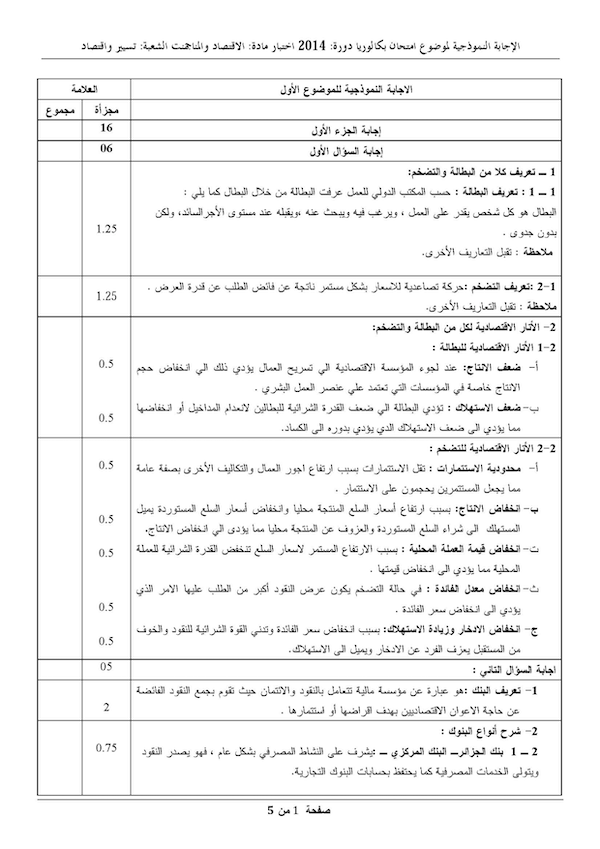 الإجابة النموذجية لموضوع امتحان بكالوريا دورة: 2014 اختبار مادة: الاقتصاد والمناجمنت الشعبة: تسيير واقتصاد
الاجابة النموذجية للموضوع الأول العلامة
مجزأة مجموع
إجابة الجزء الأول 16
إجابة السؤال الأول 06
1 ــ تعريف كلا من البطالة والتضخم:
1 ــ 1 : تعريف البطالة : حسب المكتب الدولي للعمل عرفت البطالة من خلال البطال كما يلي :
البطال هو كل شخص يقدر على العمل ، ويرغب فيه ويبحث عنه ،ويقبله عند مستوى الأجرالسائد، ولكن
بدون جدوى . 1.25
ملاحظة : تقبل التعاريف الأخرى.
1-2 :تعريف التضخم :حركة تصاعدية للاسعار بشكل مستمر ناتجة عن فائض الطلب عن قدرة العرض . 1.25
ملاحظة : تقبل التعاريف الأخرى.
2- الأثار الاقتصادية لكل من البطالة والتضخم:
2-1 الأثار الاقتصادية للبطالة :
أ- ضعف الانتاج: عند لجوء المؤسسة الاقتصادية الي تسريح العمال يؤدي ذلك الي انخفاض حجم 0.5
الانتاج خاصة في المؤسسات التي تعتمد علي عنصر العمل البشري .
ب- ضعف الاستهلاك : تؤدي البطالة الي ضعف القدرة الشرائية للبطالين لانعدام المداخيل أو انخفاضها 0.5
مما يؤدي الى ضعف الاستهلاك الذي يؤدي بدوره الى الكساد.
2-2 الأثار الاقتصادية للتضخم :
أ- محدودية الاستثمارات : تقل الاستثمارات بسبب ارتفاع اجور العمال والتكاليف الأخرى بصفة عامة 0.5
مما يجعل المستثمرين يحجمون على الاستثمار .
ب- انخفاض الانتاج: بسبب ارتفاع أسعار السلع المنتجة محليا وانخفاض أسعار السلع المستوردة يميل 0.5
المستهلك الى شراء السلع المستوردة والعزوف عن المنتجة محليا مما يؤدى الي انخفاض الانتاج.
ت- انخفاض قيمة العملة المحلية : بسبب الارتفاع المستمر لاسعار السلع تنخفض القدرة الشرائية للعملة 0.5
المحلية مما يؤدي الى انخفاض قيمتها .
ث- انخفاض معدل الفائدة : في حالة التضخم يكون عرض النقود أكبر من الطلب عليها الامر الذي
يؤدي الى انخفاض سعر الفائدة . 0.5
ج- انخفاض الادخار وزيادة الاستهلاك: بسبب انخفاض سعر الفائدة وتدني القوة الشرائية للنقود والخوف 0.5
من المستقبل يعزف الفرد عن الادخار ويميل الى الاستهلاك.
اجابة السؤال الثاني : 05
1- تعريف البنك :هو عبارة عن مؤسسة مالية تتعامل بالنقود والائتمان حيث تقوم بجمع النقود الفائضة
عن حاجة الاعوان الاقتصاديين بهدف اقراضها أو استثمارها . 2
2- شرح أنواع البنوك :
2 ــ 1 بنك الجزائرــ البنك المركزي ــ :يشرف على النشاط المصرفي بشكل عام ، فهو يصدر النقود 0.75
ويتولى الخدمات المصرفية كما يحتفظ بحسابات البنوك التجارية.
صفحة 1 من 5